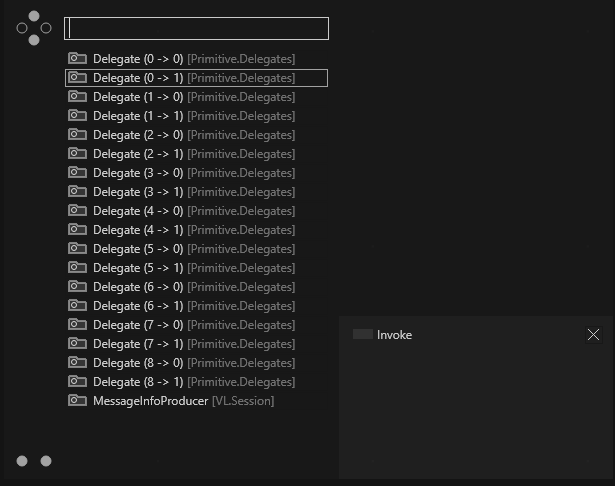 Delegate (0 -> 0) [Primitive.Delegates]
Delegate (0 -> 1) [Primitive.Delegates]
Delegate (1 -> 0) [Primitive.Delegates]
Delegate (1 -> 1) [Primitive.Delegates]
Delegate (2 -> 0) [Primitive.Delegates]
Delegate (2 -> 1) [Primitive.Delegates]
Delegate (3 -> 0) [Primitive.Delegates]
Delegate (3 -> 1) [Primitive.Delegates]
Delegate (4 -> 0) [Primitive.Delegates]
Delegate (4 -> 1) [Primitive.Delegates]
Delegate (5 -> 0) [Primitive.Delegates]
Delegate (5 -> 1) [Primitive.Delegates]
Delegate (6 -> 0) [Primitive.Delegates]
Delegate (6 -> 1) [Primitive.Delegates]
Delegate (7 -> 0) [Primitive.Delegates]
Delegate (7 -> 1) [Primitive.Delegates]
Delegate (8 -> 0) [Primitive.Delegates]
Delegate (8 -> 1) [Primitive.Delegates]
MessageInfoProducer [VL.Session]
Invoke